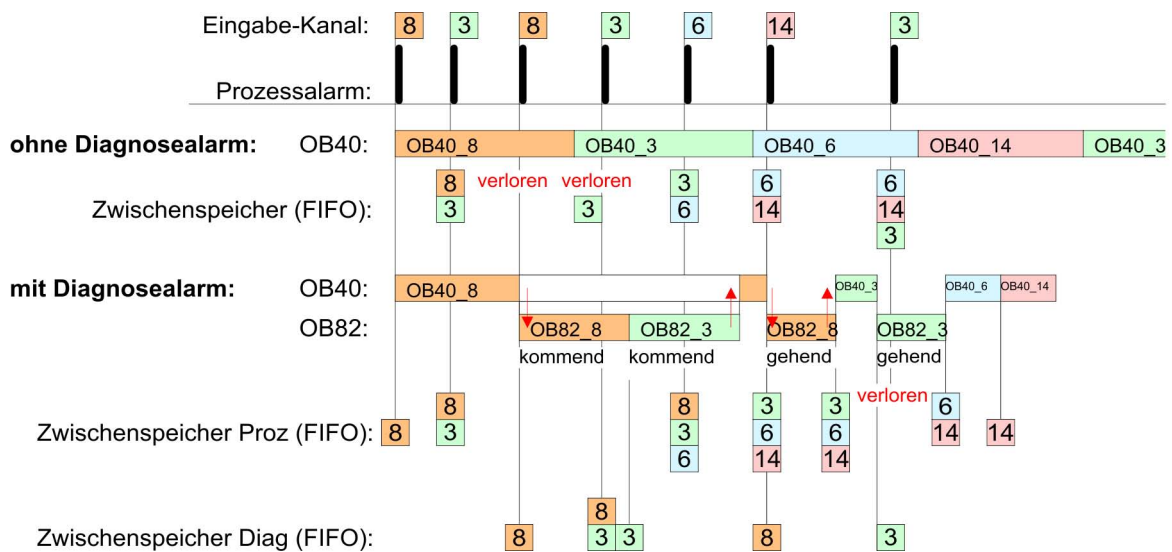 Eingabe-Kanal: 8 3 8 3 6 14 3
Prozessalarm:
ohne Diagnosealarm: OB40: OB40_8 OB40_3 OB40_6 OB40_14 OB40_3
8 verloren verloren 3 6 6
Zwischenspeicher (FIFO): 3 3 6 14 14
3
mit Diagnosealarm: OB40: OB40_8 OB40_3 OB40_6 OB40_14
OB82: OB82_8 OB82_3 OB82_8 OB82_3
kommend kommend gehend gehend
verloren
8 8 3 3 6
Zwischenspeicher Proz (FIFO): 8 3 3 6 6 14 14
6 14 14
8
Zwischenspeicher Diag (FIFO): 8 3 3 8 3